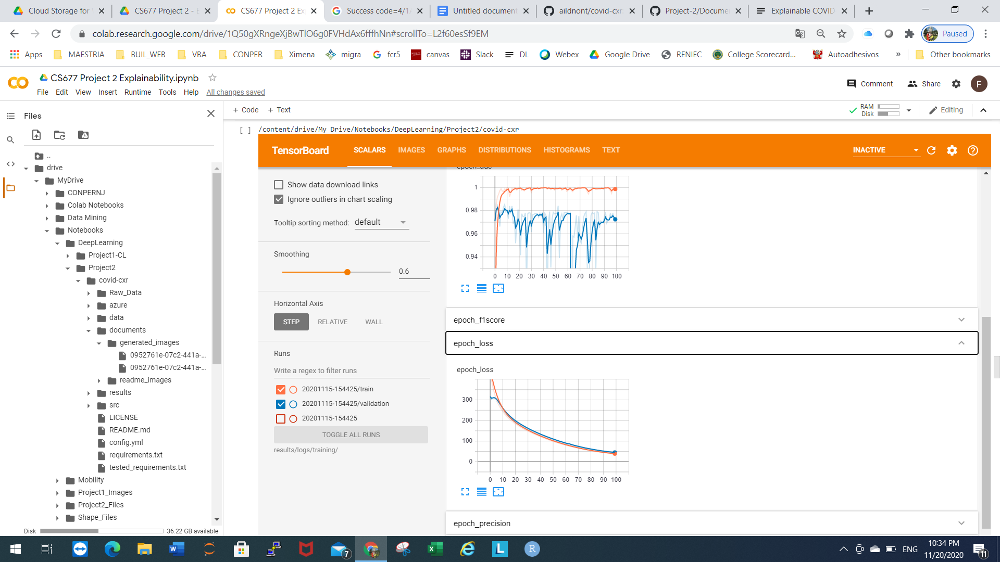 Cloud Storage for
CS677 Project 2 - E
CS677 Project 2 Ex
Success code=4/1
Untitled document
aildnont/covid-cxr
Project-2/Docume
Explainable COVID
colab.research.google.com/drive/1Q50gXRngeXjBwTlO6g0FVHdAx6fffhNn#scrollTo=L2f60esSf9EM
Paused
Apps
MAESTRIA
BUIL_WEB
VBA
CONPER
Ximena
migra
fcr5
canvas
Slack
DL
Webex
Google Drive
RENIEC
College Scorecard...
Autoadhesivos
»
Other bookmarks
CS677 Project 2 Explainability.ipynb
Comment
Share
F
File Edit View Insert Runtime Tools Help All changes saved
Files
+ Code + Text
RAM
Disk
Editing
[ ] /content/drive/My Drive/Notebooks/DeepLearning/Project2/covid-cxr
..
drive
MyDrive
CONPERNJ
Colab Notebooks
Data Mining
Notebooks
DeepLearning
Project1-CL
Project2
covid-cxr
Raw_Data
azure
data
documents
generated_images
0952761e-07c2-441a-...
0952761e-07c2-441a-...
readme_images
results
src
LICENSE
README.md
config.yml
requirements.txt
tested_requirements.txt
Mobility
Project1_Images
Project2_Files
Shape_Files
Disk 36.22 GB available
TensorBoard
SCALARS IMAGES GRAPHS DISTRIBUTIONS HISTOGRAMS TEXT
INACTIVE
Show data download links
Ignore outliers in chart scaling
Tooltip sorting method: default
Smoothing
0.6
Horizontal Axis
STEP RELATIVE WALL
Runs
Write a regex to filter runs
20201115-154425/train
20201115-154425/validation
20201115-154425
TOGGLE ALL RUNS
results/logs/training/
epoch_auc
1
0.98
0.96
0.94
0 10 20 30 40 50 60 70 80 90 100
epoch_f1score
epoch_loss
epoch_loss
300
200
100
0
0 10 20 30 40 50 60 70 80 90 100
epoch_precision
7
ENG
10:34 PM
11/20/2020
11